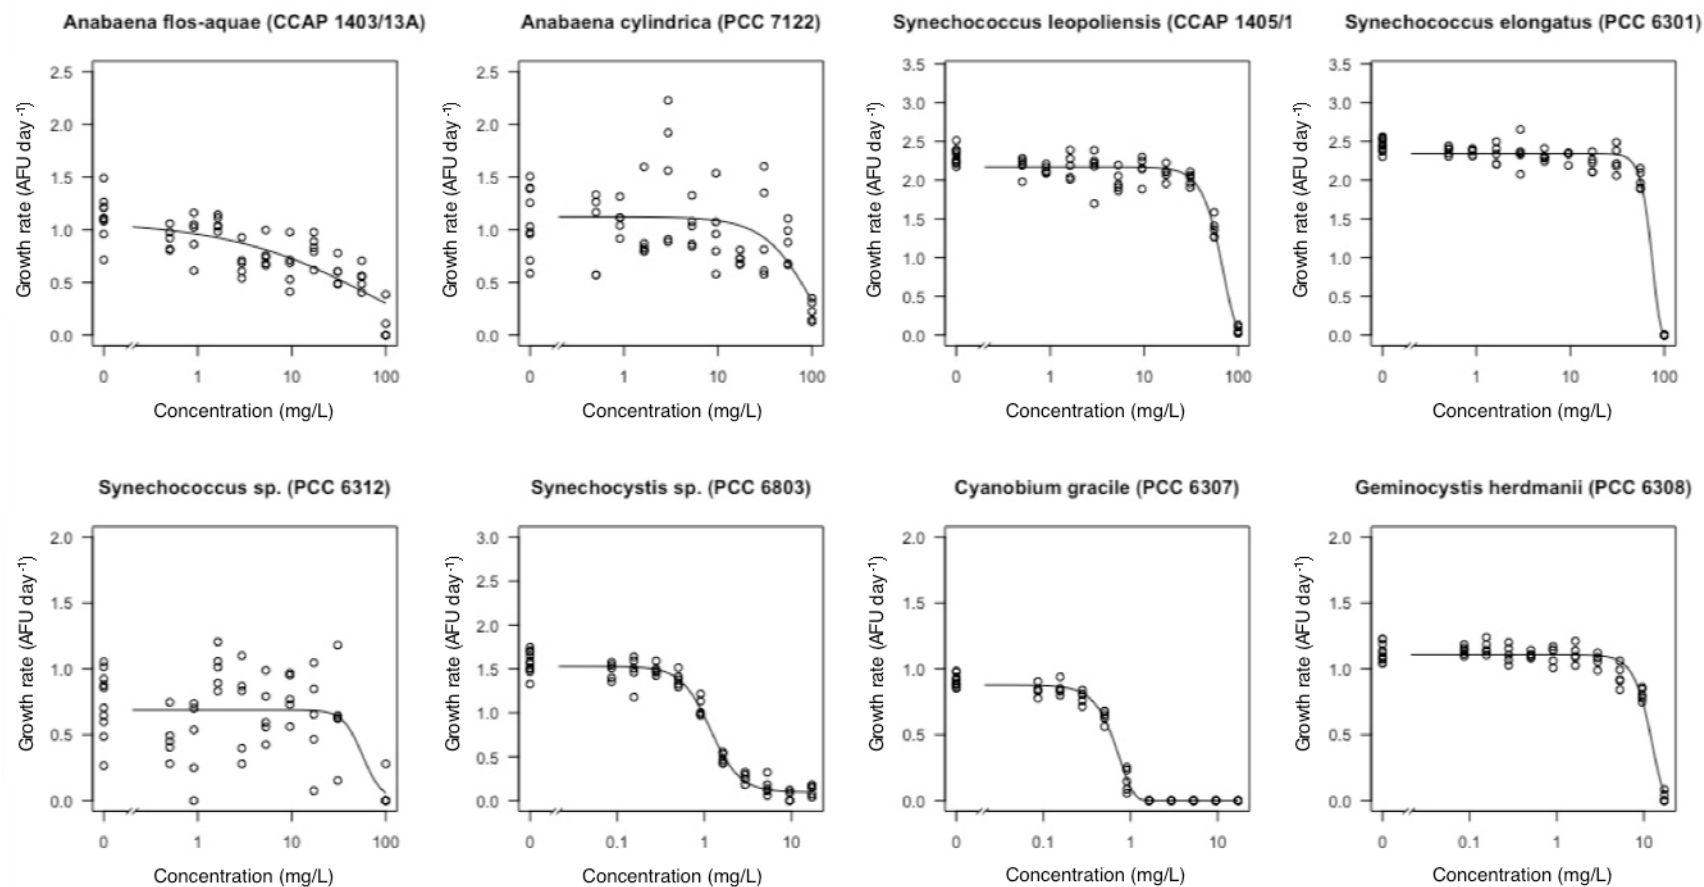 Anabaena flos-aquae (CCAP 1403/13A)
Growth rate (AFU day -1)
2.5
2.0
1.5
1.0
0.5
0.0
0 1 10 100
Concentration (mg/L)
Anabaena cylindrica (PCC 7122)
Growth rate (AFU day -1)
2.5
2.0
1.5
1.0
0.5
0.0
0 1 10 100
Concentration (mg/L)
Synechococcus leopoliensis (CCAP 1405/1
Growth rate (AFU day -1)
3.5
3.0
2.5
2.0
1.5
1.0
0.5
0.0
0 1 10 100
Concentration (mg/L)
Synechococcus elongatus (PCC 6301)
Growth rate (AFU day -1)
3.5
3.0
2.5
2.0
1.5
1.0
0.5
0.0
0 1 10 100
Concentration (mg/L)
Synechococcus sp. (PCC 6312)
Growth rate (AFU day -1)
2.0
1.5
1.0
0.5
0.0
0 1 10 100
Concentration (mg/L)
Synechocystis sp. (PCC 6803)
Growth rate (AFU day -1)
3.0
2.5
2.0
1.5
1.0
0.5
0.0
0 0.1 1 10
Concentration (mg/L)
Cyanobium gracile (PCC 6307)
Growth rate (AFU day -1)
2.0
1.5
1.0
0.5
0.0
0 0.1 1 10
Concentration (mg/L)
Geminocystis herdmanii (PCC 6308)
Growth rate (AFU day -1)
2.0
1.5
1.0
0.5
0.0
0 0.1 1 10
Concentration (mg/L)